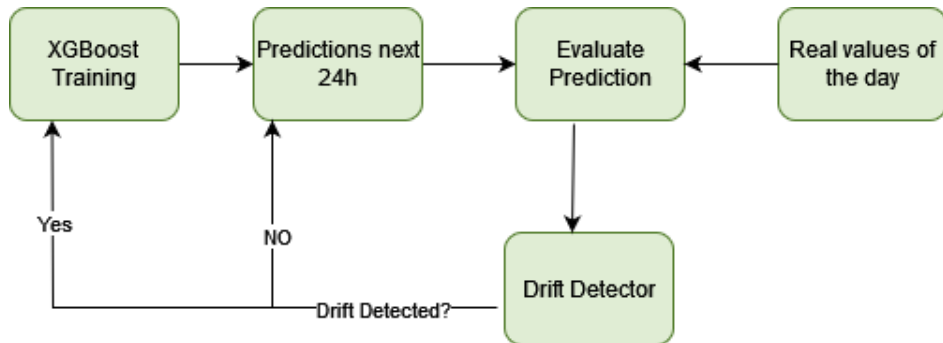 XGBoost
Training
Predictions next
24h
Evaluate
Prediction
Real values of
the day
Yes
NO
Drift Detector
Drift Detected?